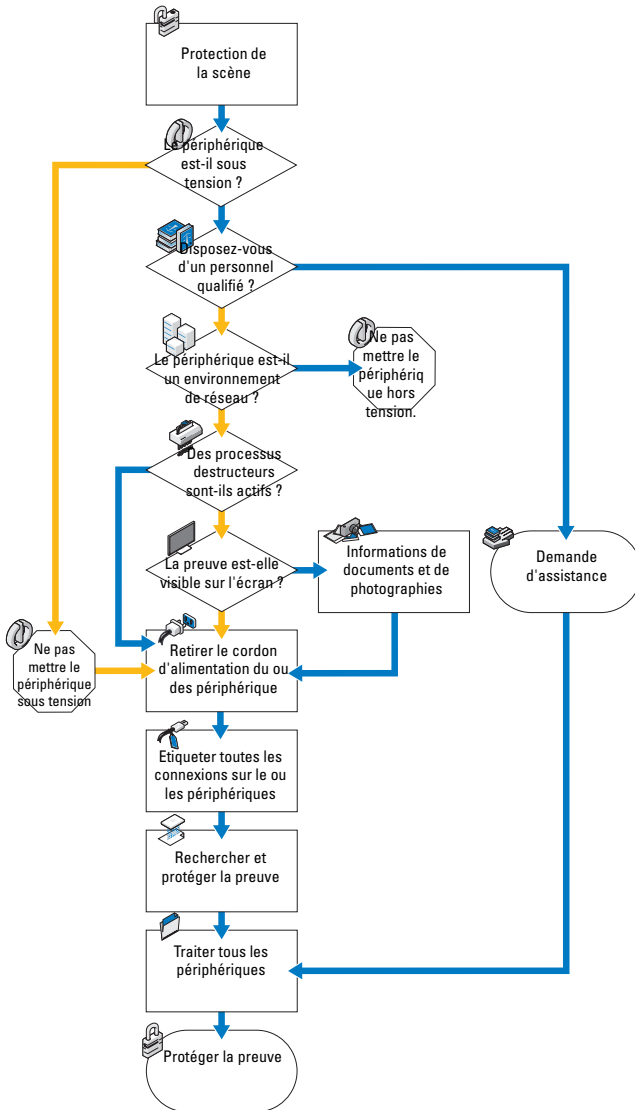 Protection de
la scène
Le périphérique
est-il sous
tension ?
Disposez-vous
d'un personnel
qualifié ?
Le périphérique est-il
un environnement
de réseau ?
Ne pas
mettre le
périphériq
ue hors
tension.
Des processus
destructeurs
sont-ils actifs ?
La preuve est-elle
visible sur l'écran ?
Informations de
documents et de
photographies
Demande
d'assistance
Ne pas
mettre le
périphérique
sous tension
Retirer le cordon
d'alimentation du ou
des périphérique
Etiqueter toutes les
connexions sur le ou
les périphériques
Rechercher et
protéger la preuve
Traiter tous les
périphériques
Protéger la preuve